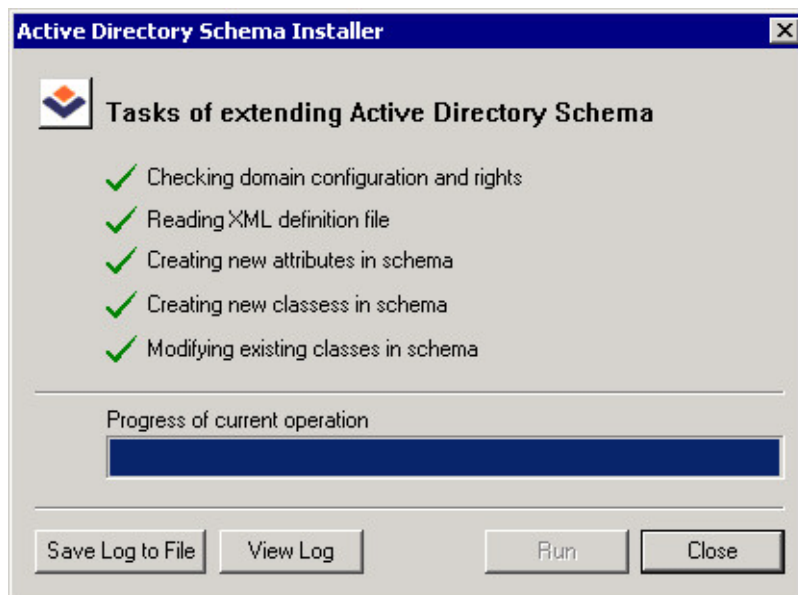 Active Directory Schema Installer
Tasks of extending Active Directory Schema
Checking domain configuration and rights
Reading XML definition file
Creating new attributes in schema
Creating new classess in schema
Modifying existing classes in schema
Progress of current operation
Save Log to File
View Log
Run
Close